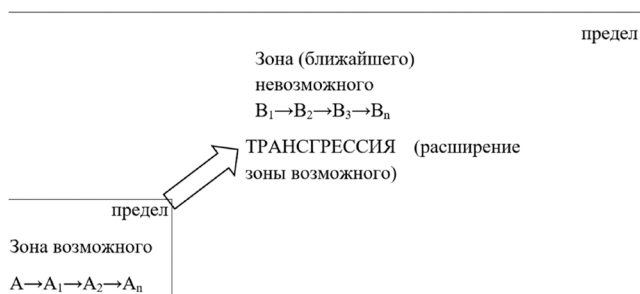 предел
Зона (ближайшего)
невозможного
B₁→B₂→B₃→Bₙ
ТРАНСГРЕССИЯ (расширение
зоны возможного)
предел
Зона возможного
A→A₁→A₂→Aₙ